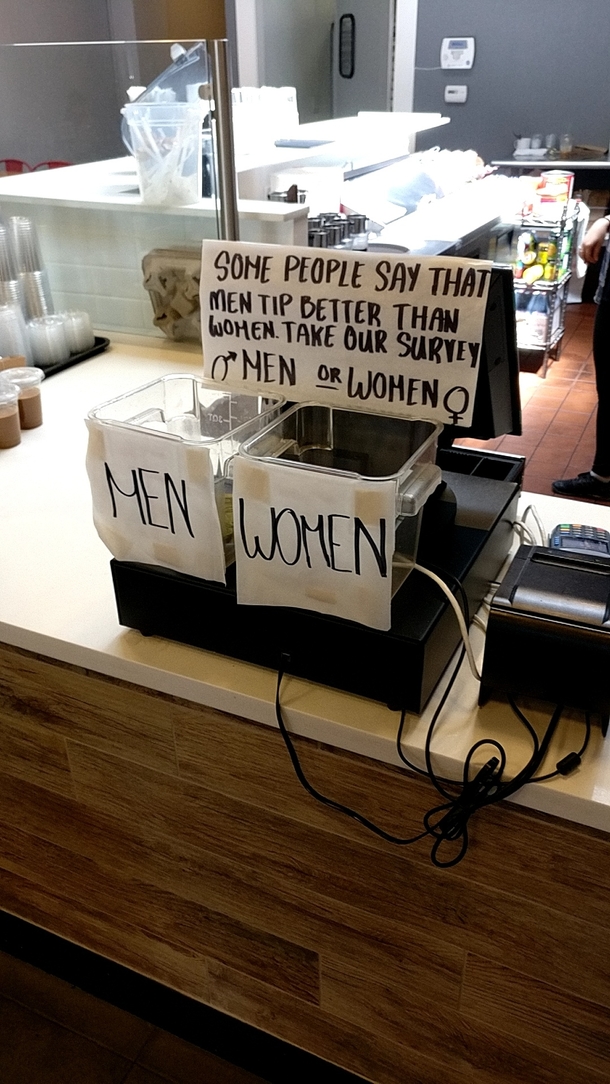 SOME PEOPLE SAY THAT
MEN TIP BETTER THAN
WOMEN. TAKE OUR SURVEY
♂ MEN OR WOMEN ♀
MEN
WOMEN